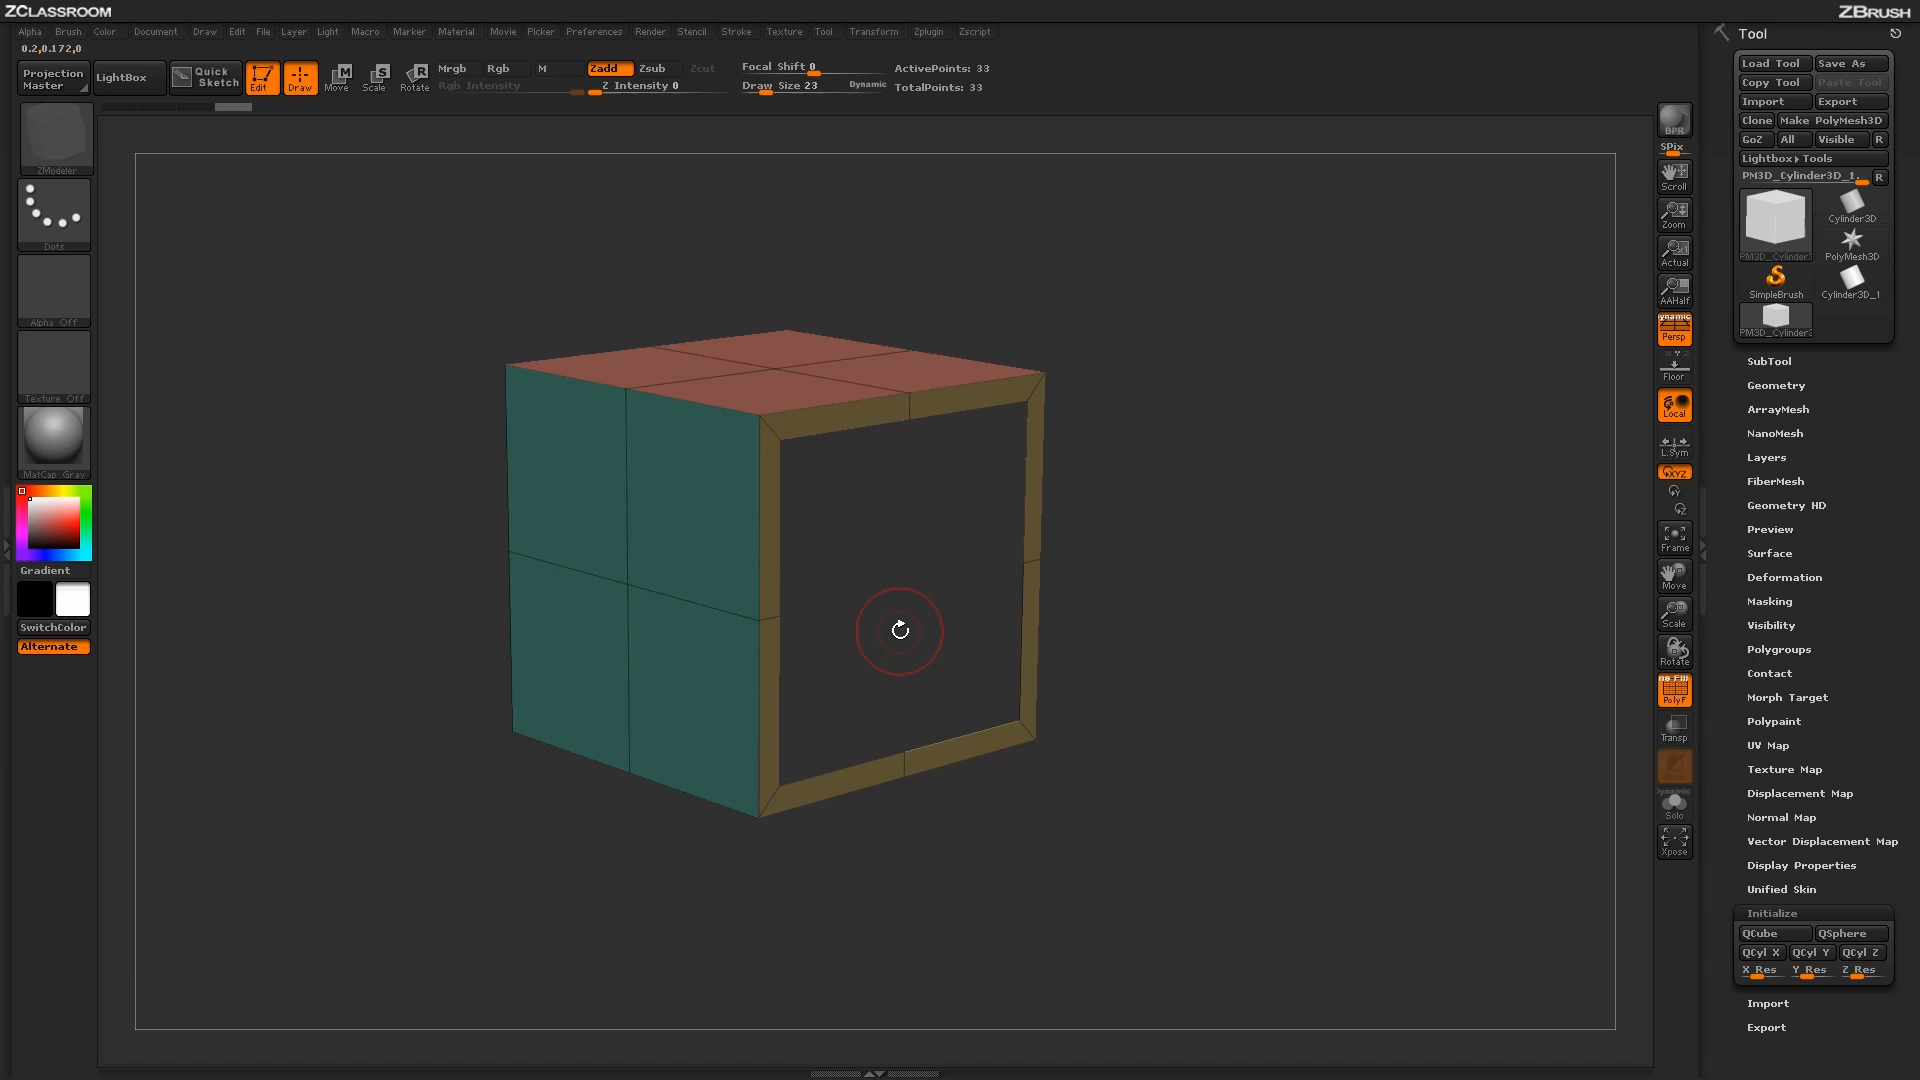 ZCLASSROOM
ZBRUSH
Alpha Brush Color Document Draw Edit File Layer Light Macro Marker Material Movie Picker Preferences Render Stencil Stroke Texture Tool Transform Zplugin Zscript
0.2,0.172,0
Projection Master
LightBox
Quick Sketch
Edit
Draw
Move
Scale
Rotate
Mrgb Rgb M
Rgb Intensity
Zadd Zsub Zcut
Z Intensity 0
Focal Shift 0
Draw Size 23
Dynamic
ActivePoints: 33
TotalPoints: 33
ZModeler
Dots
Alpha Off
Texture Off
MatCap Gray
Gradient
SwitchColor
Alternate
BPR
SPix
Scroll
Zoom
Actual
AAHalf
Persp
Floor
Local
L.Sym
XYZ
Frame
Move
Scale
Rotate
PolyF
Transp
Ghost
Solo
Xpose
Tool
Load Tool Save As
Copy Tool Paste Tool
Import Export
Clone Make PolyMesh3D
GoZ All Visible R
Lightbox▸Tools
PM3D_Cylinder3D_1. R
PM3D_Cylinder3
Cylinder3D
PolyMesh3D
SimpleBrush
Cylinder3D_1
PM3D_Cylinder3
SubTool
Geometry
ArrayMesh
NanoMesh
Layers
FiberMesh
Geometry HD
Preview
Surface
Deformation
Masking
Visibility
Polygroups
Contact
Morph Target
Polypaint
UV Map
Texture Map
Displacement Map
Normal Map
Vector Displacement Map
Display Properties
Unified Skin
Initialize
QCube QSphere
QCyl X QCyl Y QCyl Z
X Res Y Res Z Res
Import
Export